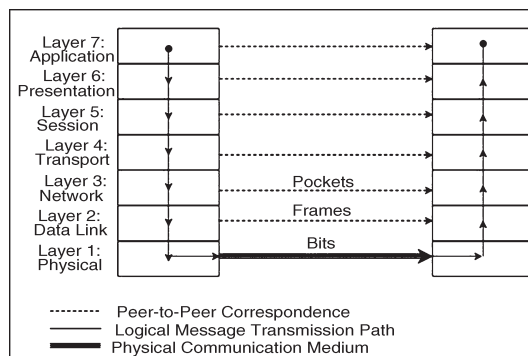 Layer 7:
Application
Layer 6:
Presentation
Layer 5:
Session
Layer 4:
Transport
Layer 3:
Network
Pockets
Layer 2:
Data Link
Frames
Layer 1:
Physical
Bits
Peer-to-Peer Correspondence
Logical Message Transmission Path
Physical Communication Medium